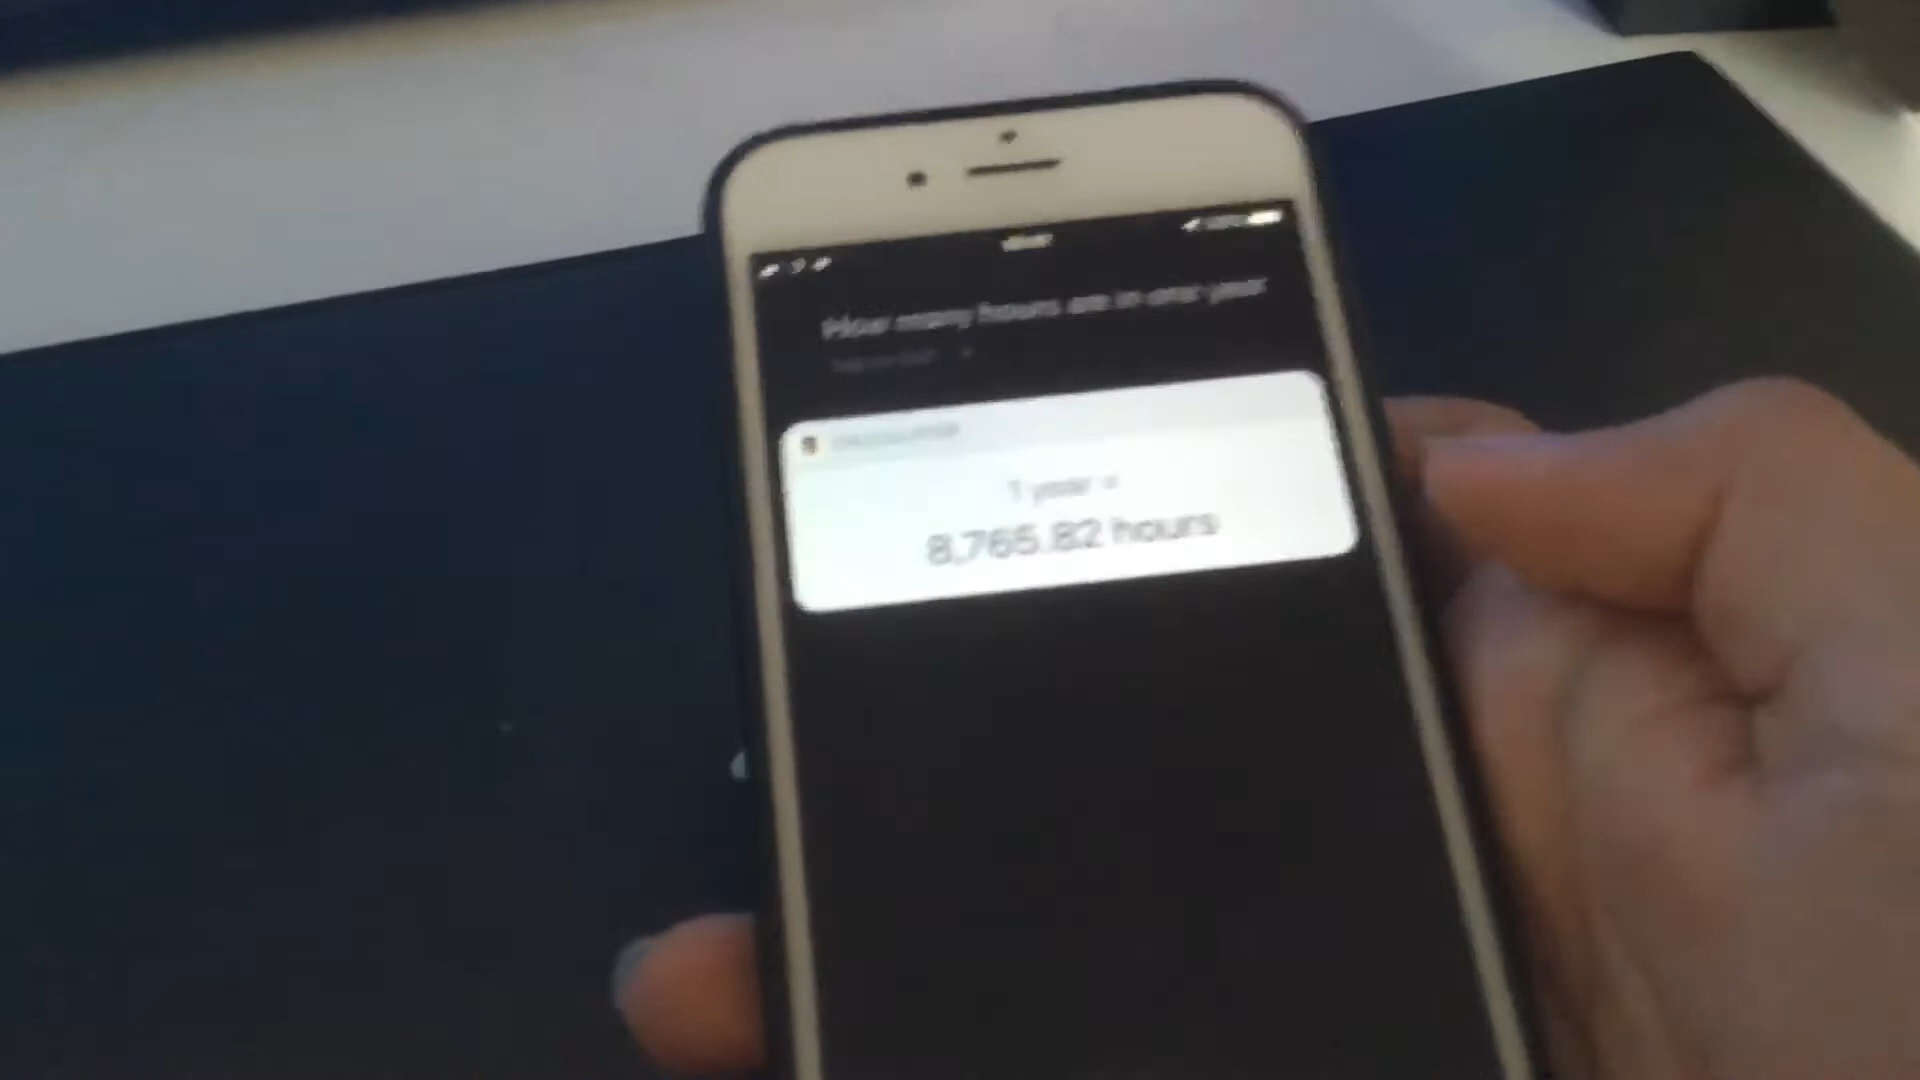 How many hours are in one year
1 year =
8,765.82 hours